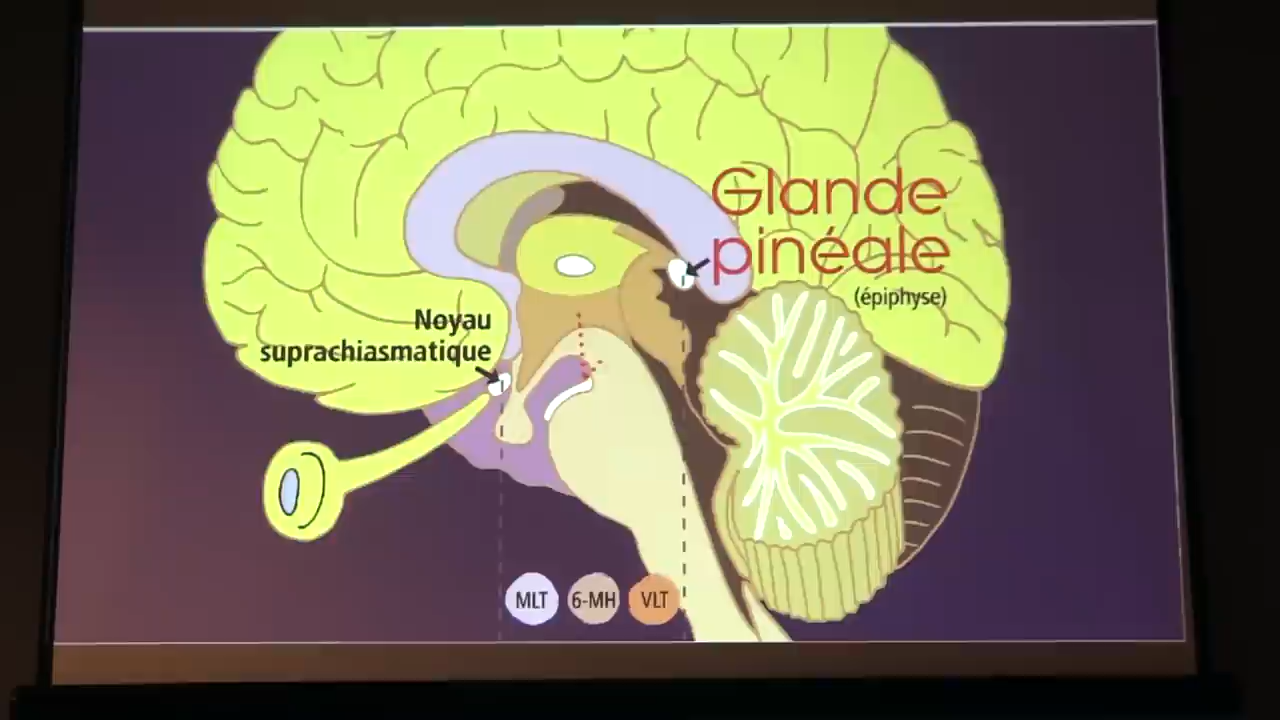 Glande
pinéale
(épiphyse)
Noyau
suprachiasmatique
MLT 6-MH VLT